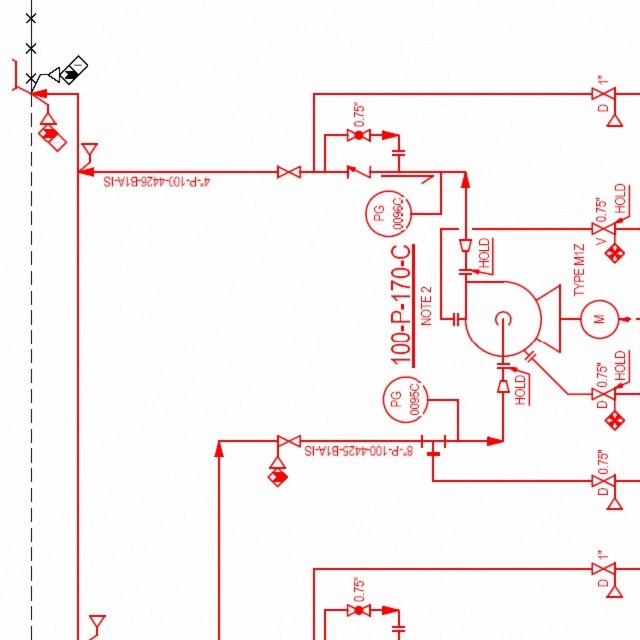 1"
D
0.75"
4"-P-100-4426-B1A-IS
PG
0096C
0.75"
V
HOLD
HOLD
100-P-170-C
NOTE 2
TYPE M1Z
M
PG
0095C
HOLD
0.75"
D
HOLD
8"-P-100-4425-B1A-IS
0.75"
D
1"
D
0.75"